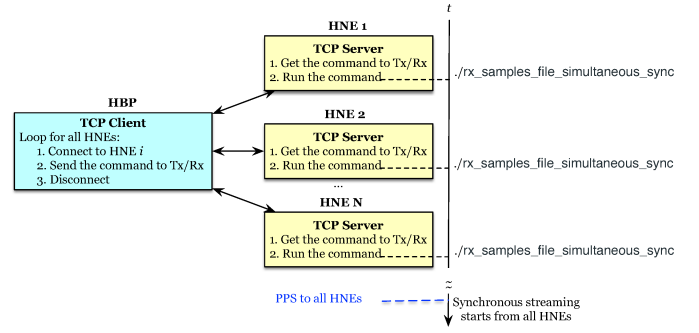 t
HNE 1
TCP Server
1. Get the command to Tx/Rx
2. Run the command
./rx_samples_file_simultaneous_sync
HBP
TCP Client
Loop for all HNEs:
1. Connect to HNE i
2. Send the command to Tx/Rx
3. Disconnect
HNE 2
TCP Server
1. Get the command to Tx/Rx
2. Run the command
./rx_samples_file_simultaneous_sync
...
HNE N
TCP Server
1. Get the command to Tx/Rx
2. Run the command
./rx_samples_file_simultaneous_sync
≈
PPS to all HNEs
Synchronous streaming
starts from all HNEs